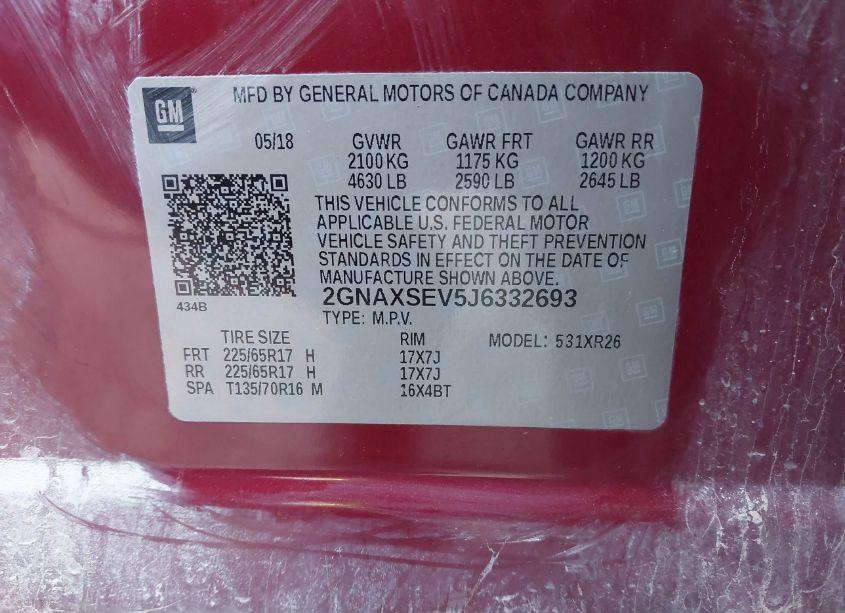 GM
MFD BY GENERAL MOTORS OF CANADA COMPANY
05/18 GVWR GAWR FRT GAWR RR
2100 KG 1175 KG 1200 KG
4630 LB 2590 LB 2645 LB
THIS VEHICLE CONFORMS TO ALL
APPLICABLE U.S. FEDERAL MOTOR
VEHICLE SAFETY AND THEFT PREVENTION
STANDARDS IN EFFECT ON THE DATE OF
MANUFACTURE SHOWN ABOVE.
2GNAXSEV5J6332693
434B
TYPE: M.P.V.
TIRE SIZE RIM MODEL: 531XR26
FRT 225/65R17 H 17X7J
RR 225/65R17 H 17X7J
SPA T135/70R16 M 16X4BT